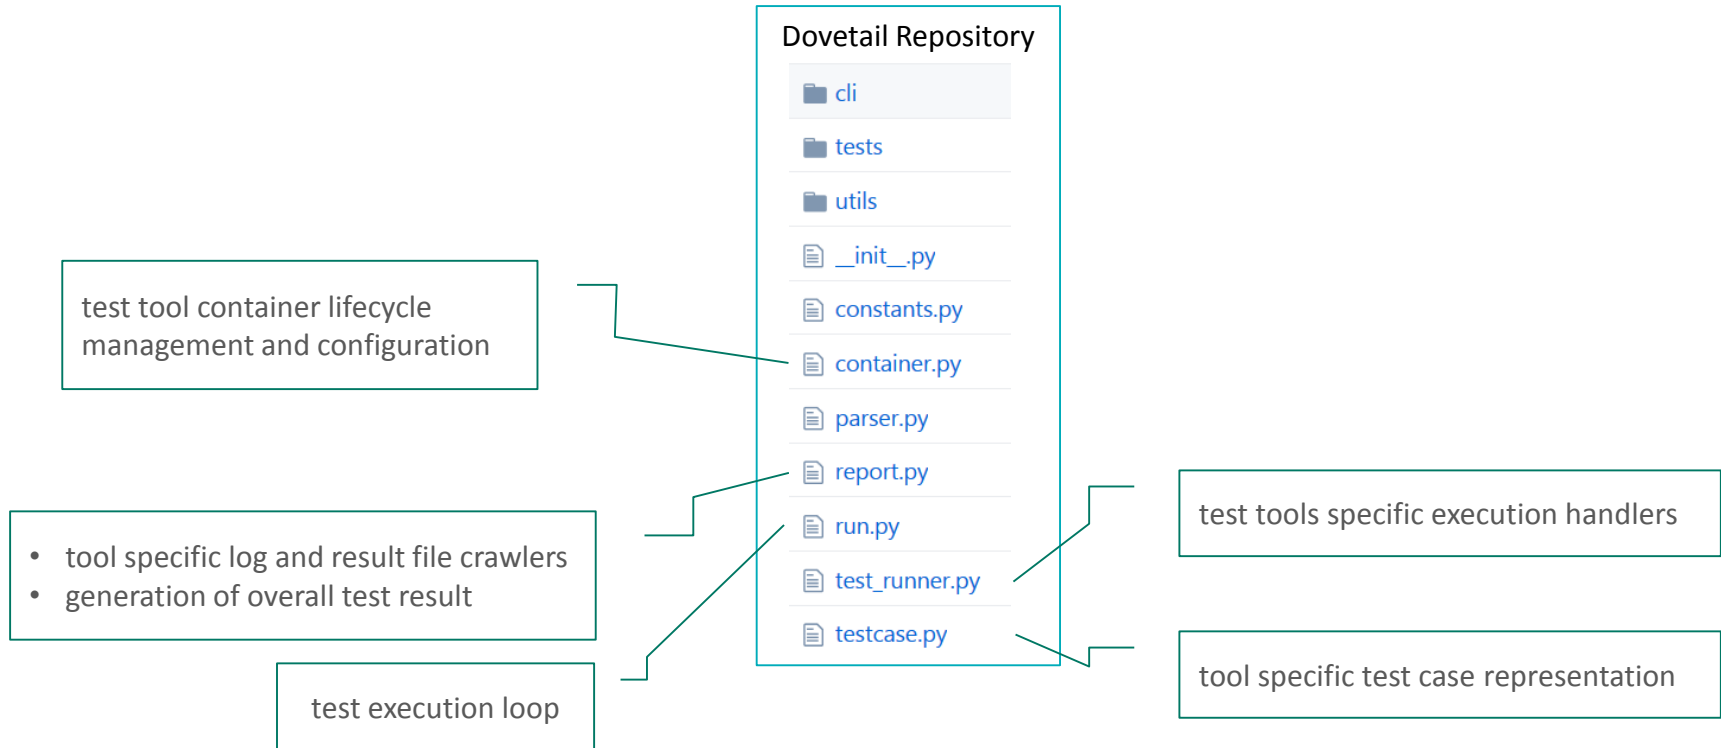 Dovetail Repository
cli
tests
utils
__init__.py
constants.py
container.py
parser.py
report.py
run.py
test_runner.py
testcase.py
test tool container lifecycle
management and configuration
• tool specific log and result file crawlers
• generation of overall test result
test execution loop
test tools specific execution handlers
tool specific test case representation